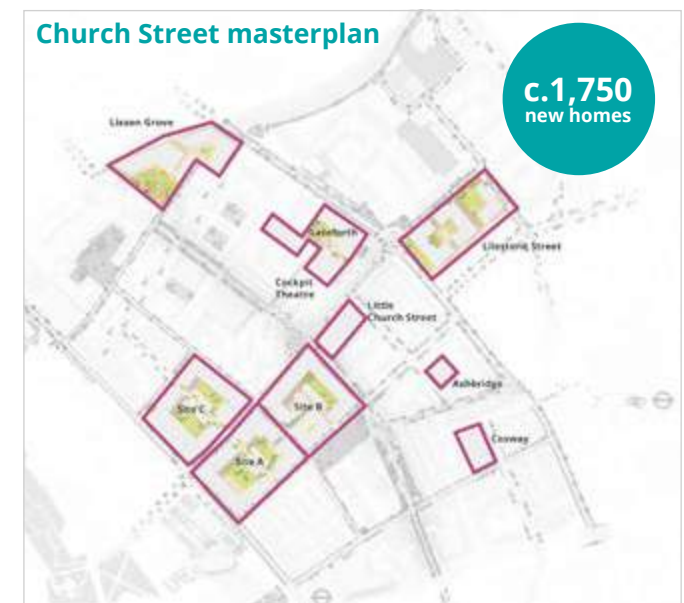 Church Street masterplan
c.1,750
new homes
Lisson Grove
Lilestone Street
Cockpit
Theatre
Little
Church Street
Ashbridge
Site C
Site B
Cosway
Site A